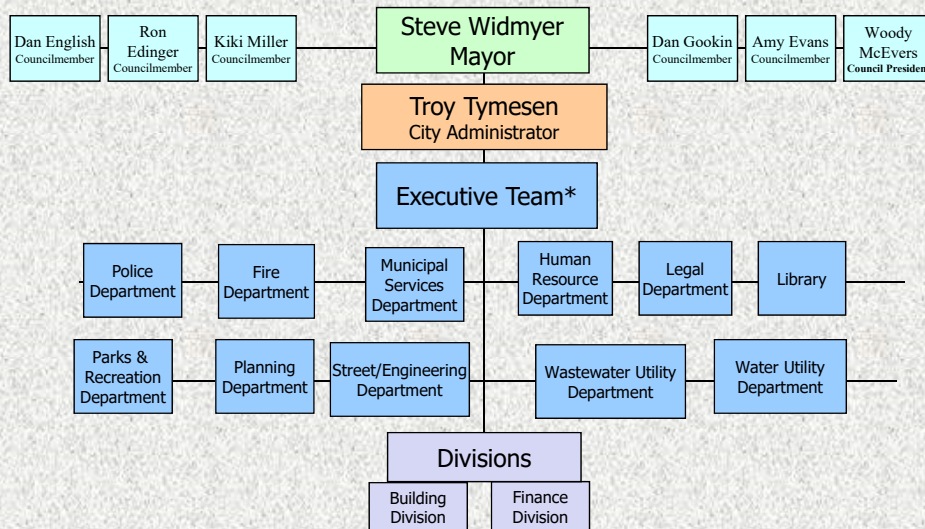 Dan English
Councilmember
Ron
Edinger
Councilmember
Kiki Miller
Councilmember
Steve Widmyer
Mayor
Dan Gookin
Councilmember
Amy Evans
Councilmember
Woody
McEvers
Council Presiden
Troy Tymesen
City Administrator
Executive Team*
Police
Department
Fire
Department
Municipal
Services
Department
Human
Resource
Department
Legal
Department
Library
Parks &
Recreation
Department
Planning
Department
Street/Engineering
Department
Wastewater Utility
Department
Water Utility
Department
Divisions
Building
Division
Finance
Division